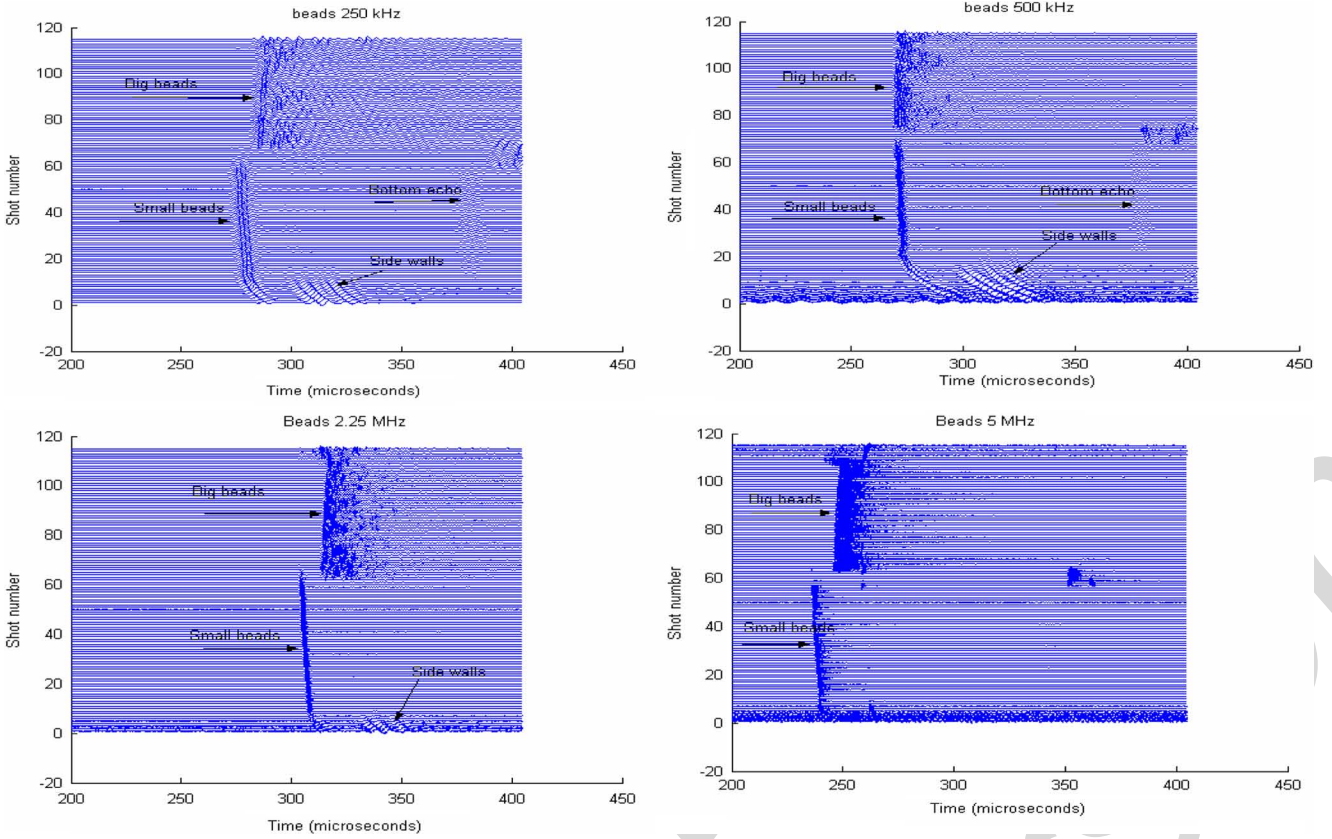 beads 250 kHz
120
100
80
60
40
20
0
-20
Shot number
Big beads
Small beads
Bottom echo
Side walls
200
250
300
350
400
450
Time (microseconds)
beads 500 kHz
120
100
80
60
40
20
0
-20
Shot number
Big beads
Small beads
Bottom echo
Side walls
200
250
300
350
400
450
Time (microseconds)
Beads 2.25 MHz
120
100
80
60
40
20
0
-20
Shot number
Big beads
Small beads
Side walls
200
250
300
350
400
450
Time (microseconds)
Beads 5 MHz
120
100
80
60
40
20
0
-20
Shot number
Big beads
Small beads
200
250
300
350
400
450
Time (microseconds)